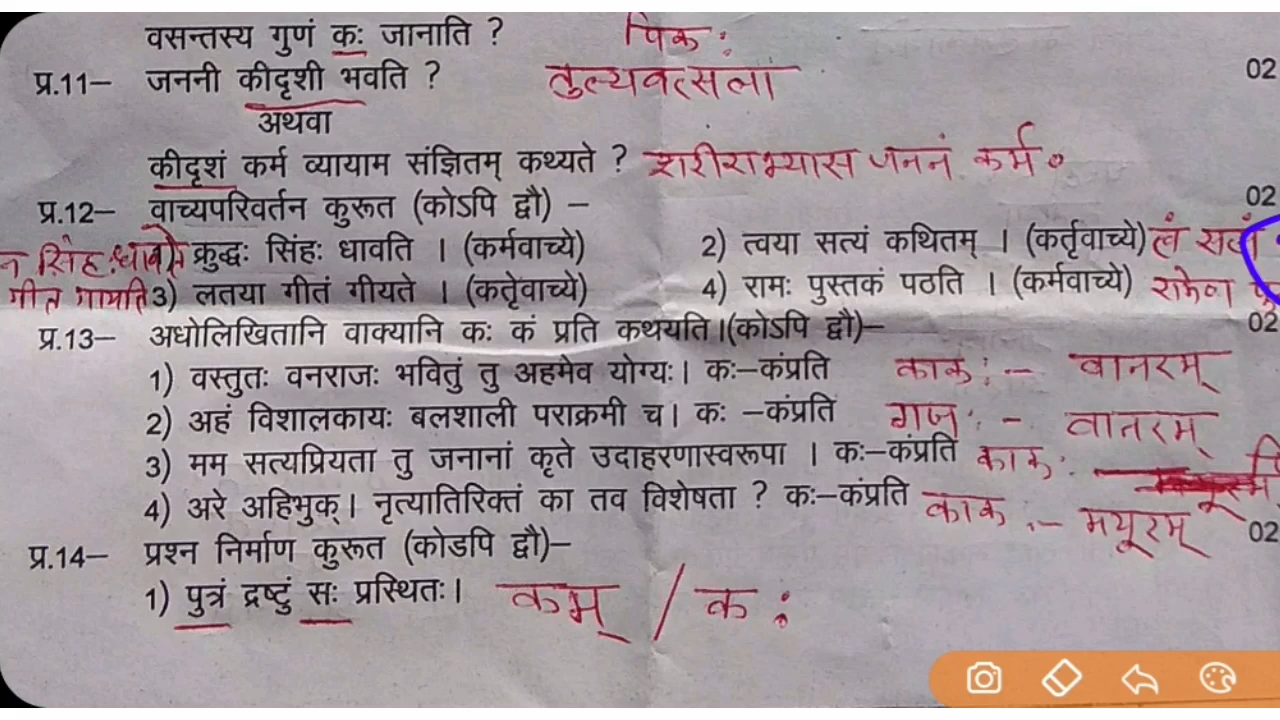 वसन्तस्य गुणं कः जानाति ? पिकः
प्र.11– जननी कीदृशी भवति ? तुल्यवत्सला 02
अथवा
कीदृशं कर्म व्यायाम संज्ञितम् कथ्यते ? शरीराभ्यास जननं कर्म॰
प्र.12– वाच्यपरिवर्तन कुरूत (कोऽपि द्वौ) – 02
क्रुद्धः सिंहः धावति । (कर्मवाच्ये) 2) त्वया सत्यं कथितम् । (कर्तृवाच्ये) त्वं
गीत गायति 3) लतया गीतं गीयते । (कतृेवाच्ये) 4) रामः पुस्तकं पठति । (कर्मवाच्ये)
प्र.13– अधोलिखितानि वाक्यानि कः कं प्रति कथयति।(कोऽपि द्वौ)– 02
1) वस्तुतः वनराजः भवितुं तु अहमेव योग्यः। कः–कंप्रति काकः – वानरम्
2) अहं विशालकायः बलशाली पराक्रमी च। कः –कंप्रति गजः – वानरम्
3) मम सत्यप्रियता तु जनानां कृते उदाहरणास्वरूपा । कः–कंप्रति काकः
4) अरे अहिभुक्। नृत्यातिरिक्तं का तव विशेषता ? कः–कंप्रति काकः – मयूरम्
प्र.14– प्रश्न निर्माण कुरूत (कोडपि द्वौ)– 02
1) पुत्रं द्रष्टुं सः प्रस्थितः। कम् / कः